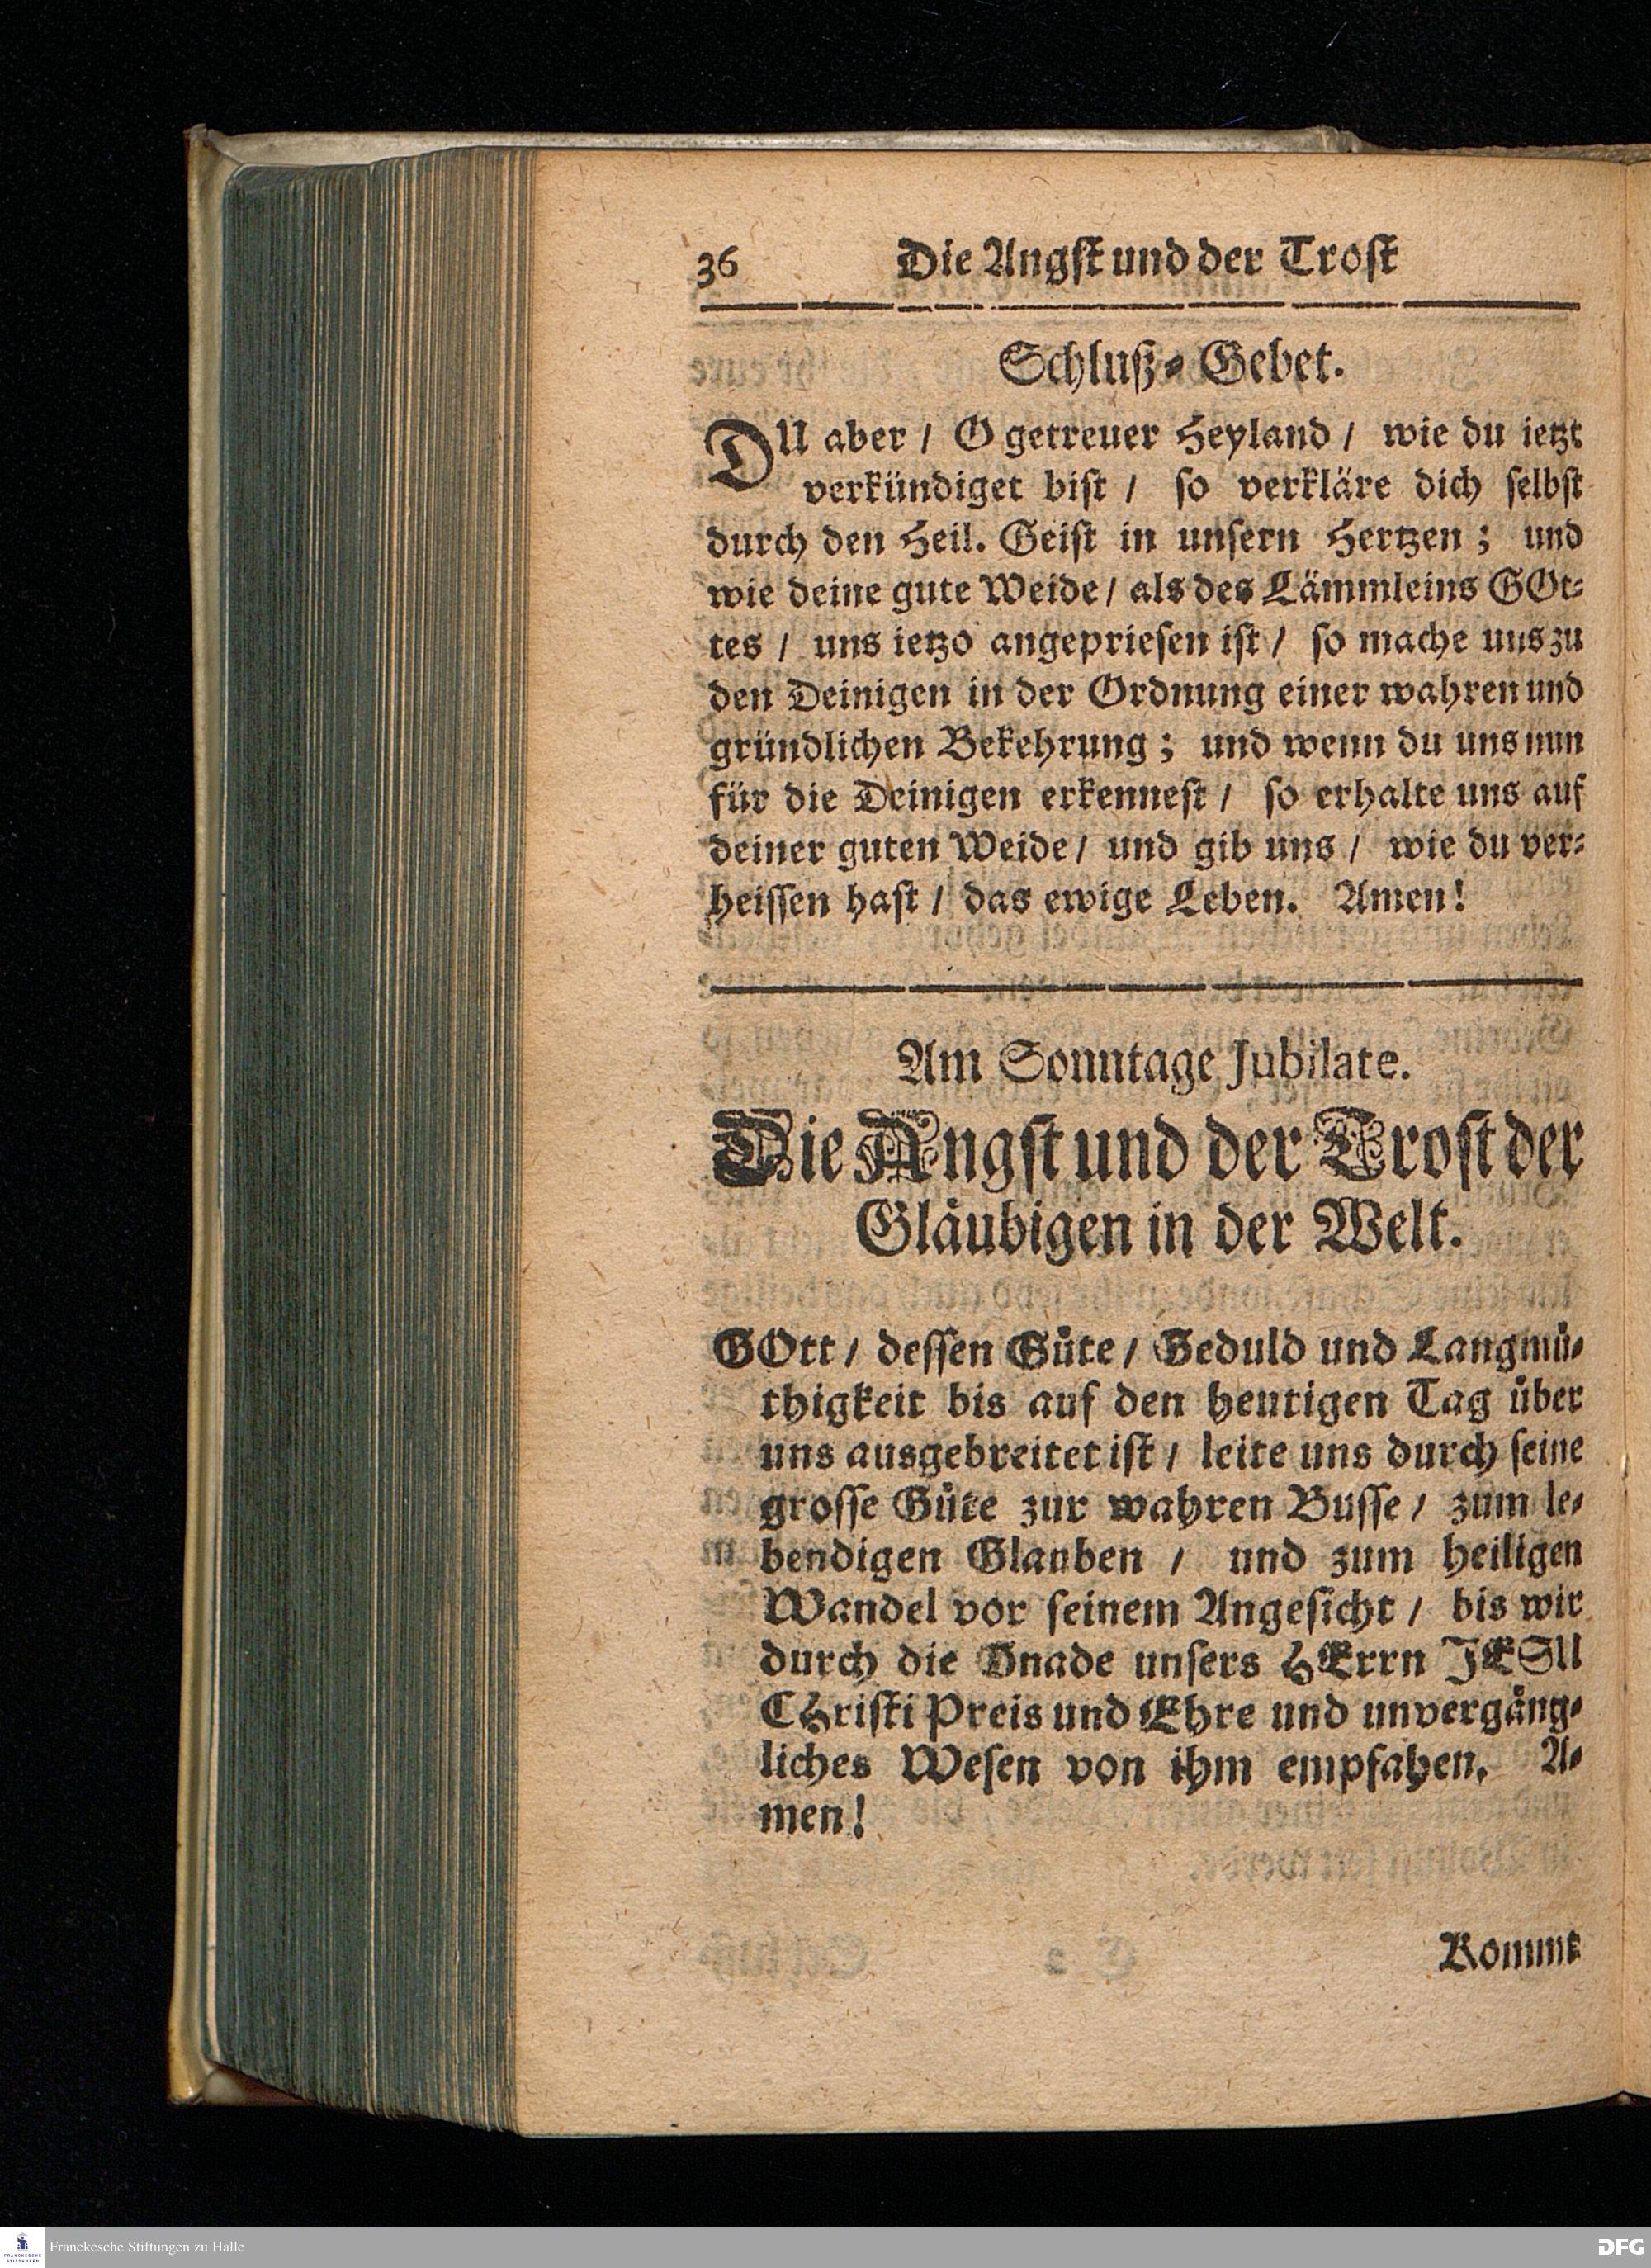 36 Die Angst und der Trost
Schluß-Gebet.
DU aber / O getreuer Heyland / wie du ietzt
verkündiget bist / so verkläre dich selbst
durch den Heil. Geist in unsern Hertzen; und
wie deine gute Weide / als des Lämmleins GOt-
tes / uns ietzo angepriesen ist / so mache uns zu
den Deinigen in der Ordnung einer wahren und
gründlichen Bekehrung; und wenn du uns nun
für die Deinigen erkennest / so erhalte uns auf
deiner guten Weide / und gib uns / wie du ver-
heissen hast / das ewige Leben. Amen!
Am Sonntage Jubilate.
Die Angst und der Trost der
Gläubigen in der Welt.
GOtt / dessen Güte / Geduld und Langmü-
thigkeit bis auf den heutigen Tag über
uns ausgebreitet ist / leite uns durch seine
grosse Güte zur wahren Busse / zum le-
bendigen Glauben / und zum heiligen
Wandel vor seinem Angesicht / bis wir
durch die Gnade unsers HErrn JESU
CHristi Preis und Ehre und unvergäng-
liches Wesen von ihm empfahen. A-
men!
Kommt
Franckesche Stiftungen zu Halle
DFG